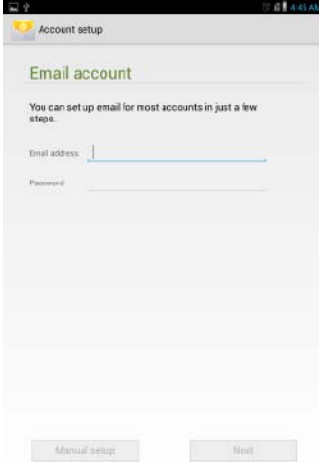 4:45 AM
Account setup
Email account
You can set up email for most accounts in just a few
steps.
Email address
Password
Manual setup
Next